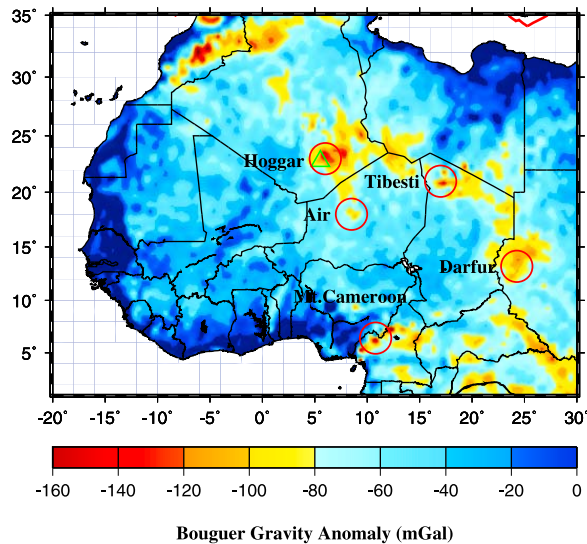 35°
30°
25°
20°
15°
10°
5°
Hoggar
Tibesti
Air
Darfur
Mt.Cameroon
-20° -15° -10° -5° 0° 5° 10° 15° 20° 25° 30°
-160 -140 -120 -100 -80 -60 -40 -20 0
Bouguer Gravity Anomaly (mGal)